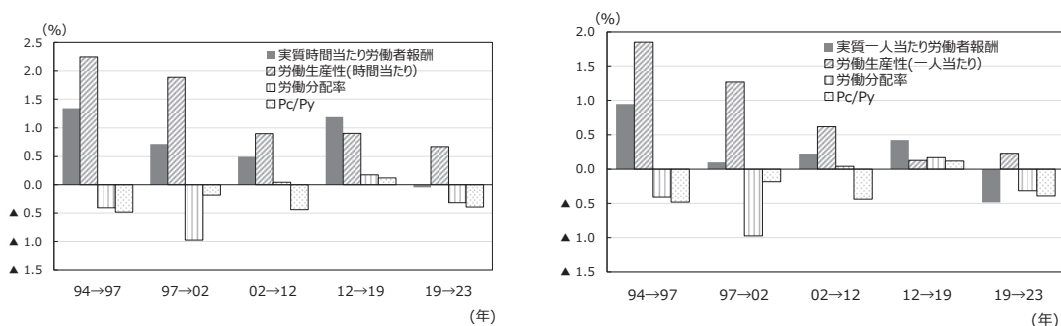 (%)
2.5
2.0
1.5
1.0
0.5
0.0
▲ 0.5
▲ 1.0
▲ 1.5
実質時間当たり労働者報酬
労働生産性(時間当たり)
労働分配率
Pc/Py
94→97 97→02 02→12 12→19 19→23
(年)
(%)
2.0
1.5
1.0
0.5
0.0
▲ 0.5
▲ 1.0
▲ 1.5
実質一人当たり労働者報酬
労働生産性(一人当たり)
労働分配率
Pc/Py
94→97 97→02 02→12 12→19 19→23
(年)